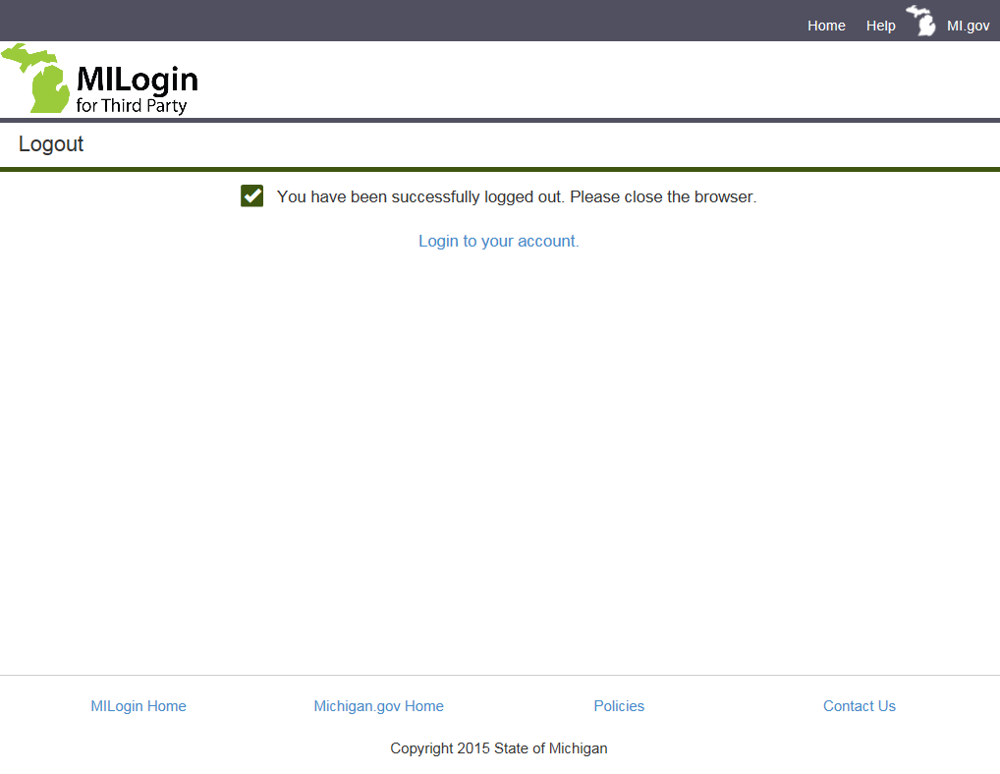 Home Help MI.gov
MILogin
for Third Party
Logout
You have been successfully logged out. Please close the browser.
Login to your account.
MILogin Home Michigan.gov Home Policies Contact Us
Copyright 2015 State of Michigan